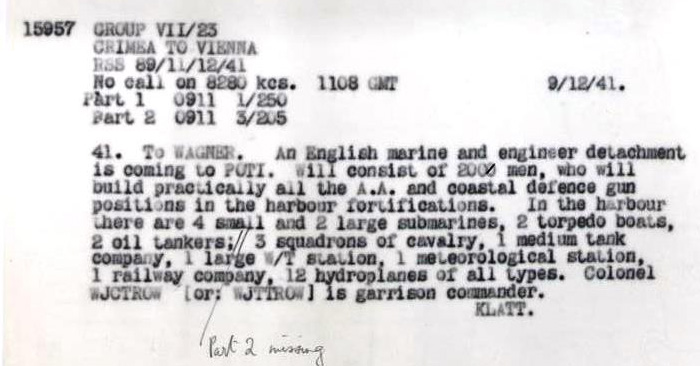 15957 GROUP VII/23
CRIMEA TO VIENNA
RSS 89/11/12/41
No call on 8280 kcs. 1108 GMT 9/12/41.
Part 1 0911 1/250
Part 2 0911 3/205
41. To WAGNER. An English marine and engineer detachment
is coming to POTI. Will consist of 2000 men, who will
build practically all the A.A. and coastal defence gun
positions in the harbour fortifications. In the harbour
there are 4 small and 2 large submarines, 2 torpedo boats,
2 oil tankers;// 3 squadrons of cavalry, 1 medium tank
company, 1 large W/T station, 1 meteorological station,
1 railway company, 12 hydroplanes of all types. Colonel
WJCTROW [or: WJTTROW] is garrison commander.
KLATT.
Part 2 missing